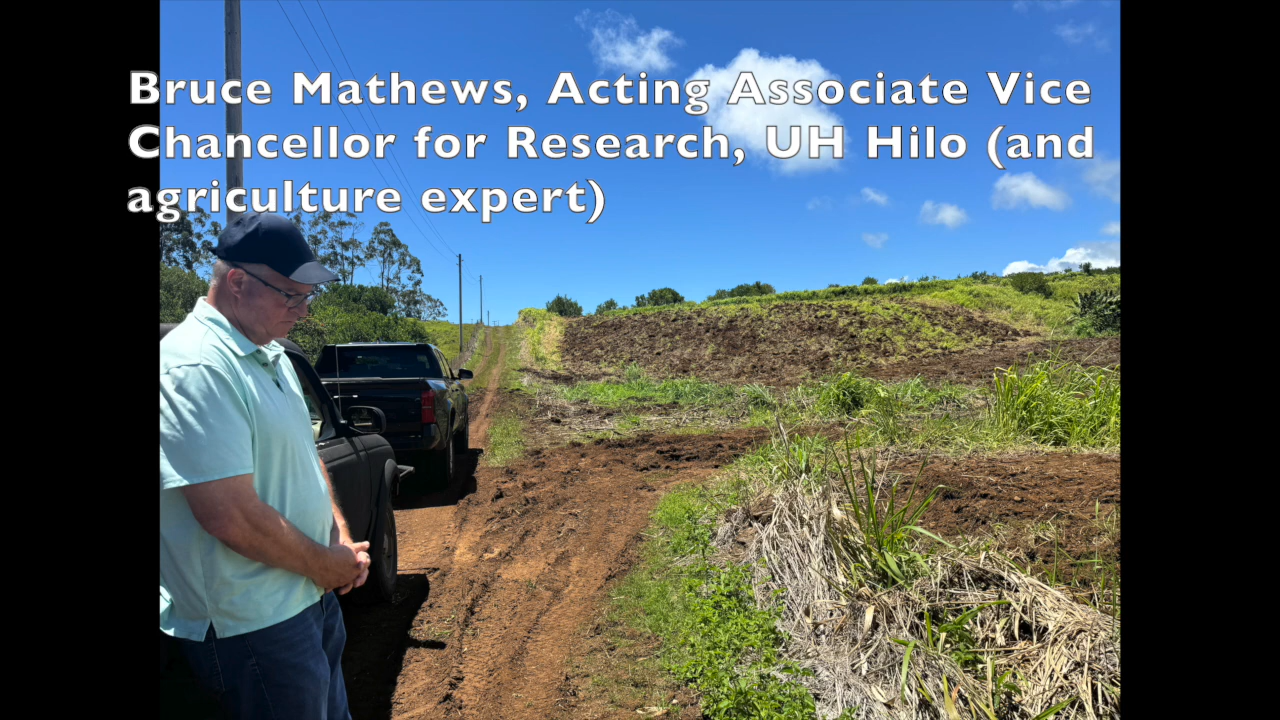 Bruce Mathews, Acting Associate Vice
Chancellor for Research, UH Hilo (and
agriculture expert)